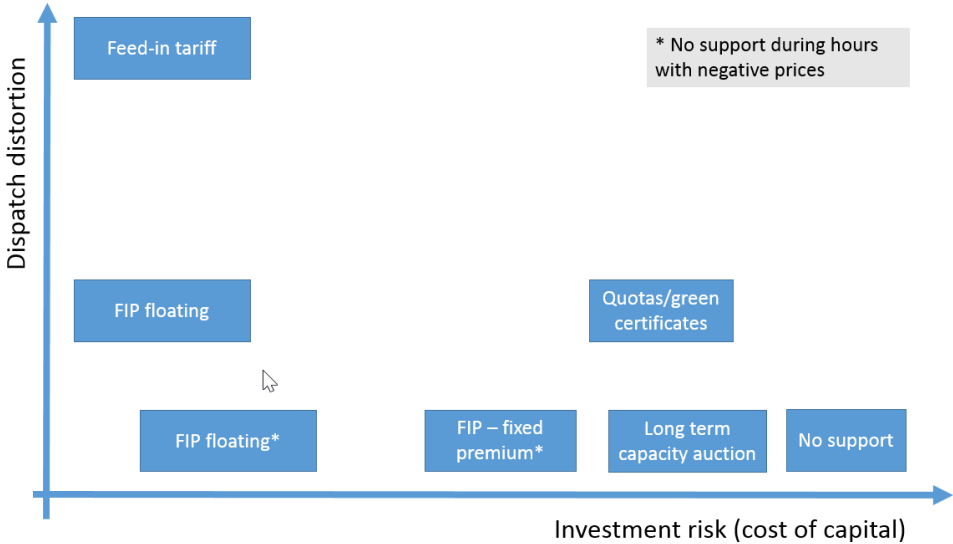 Feed-in tariff
* No support during hours
with negative prices
Dispatch distortion
FIP floating
Quotas/green
certificates
FIP floating*
FIP – fixed
premium*
Long term
capacity auction
No support
Investment risk (cost of capital)